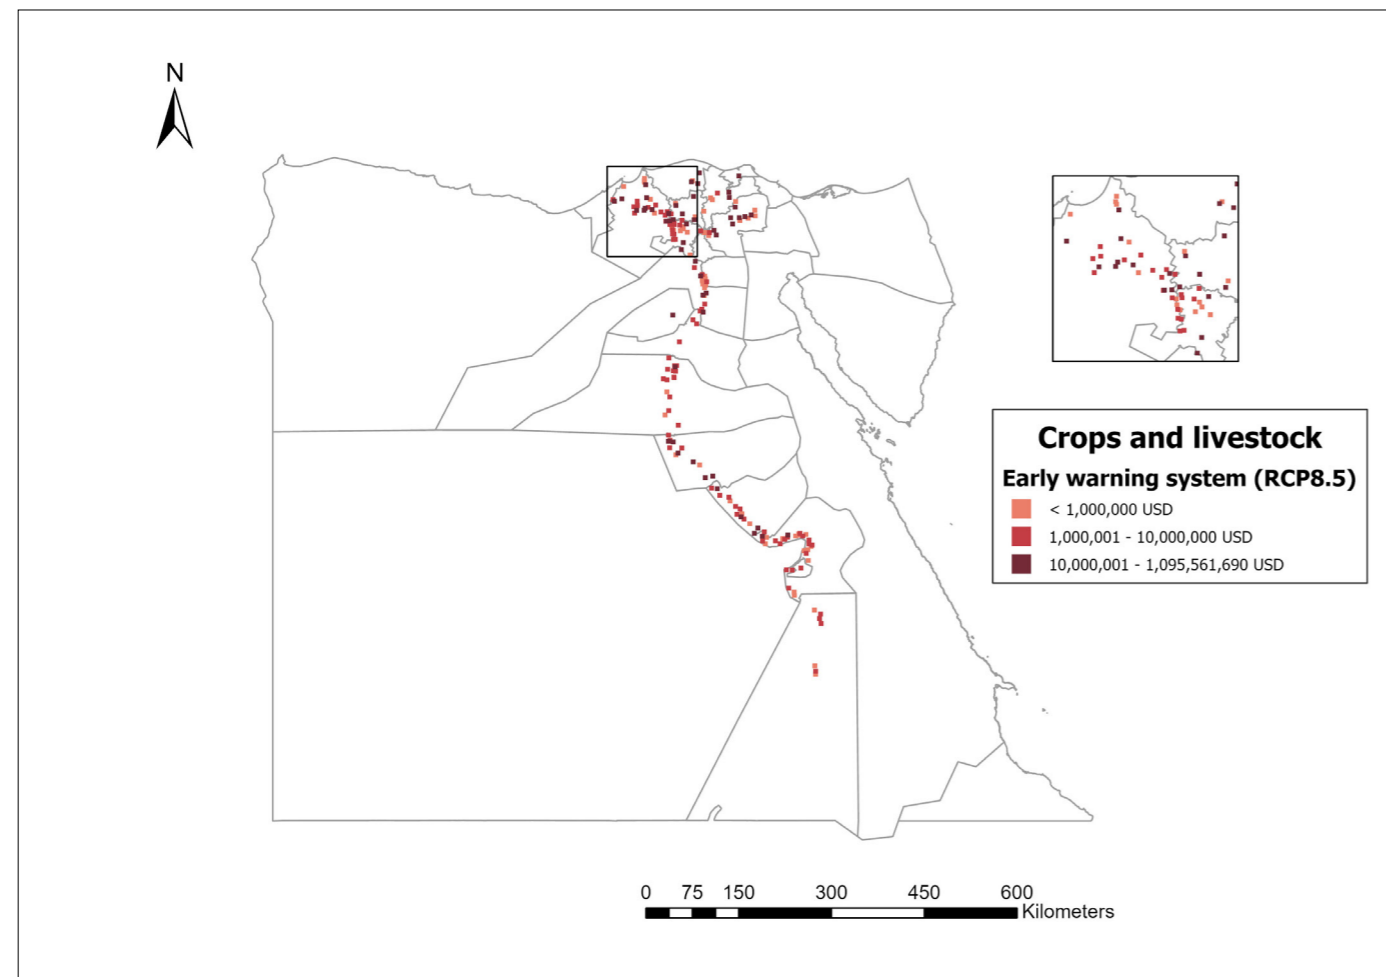 N
Crops and livestock
Early warning system (RCP8.5)
< 1,000,000 USD
1,000,001 - 10,000,000 USD
10,000,001 - 1,095,561,690 USD
0 75 150 300 450 600
Kilometers